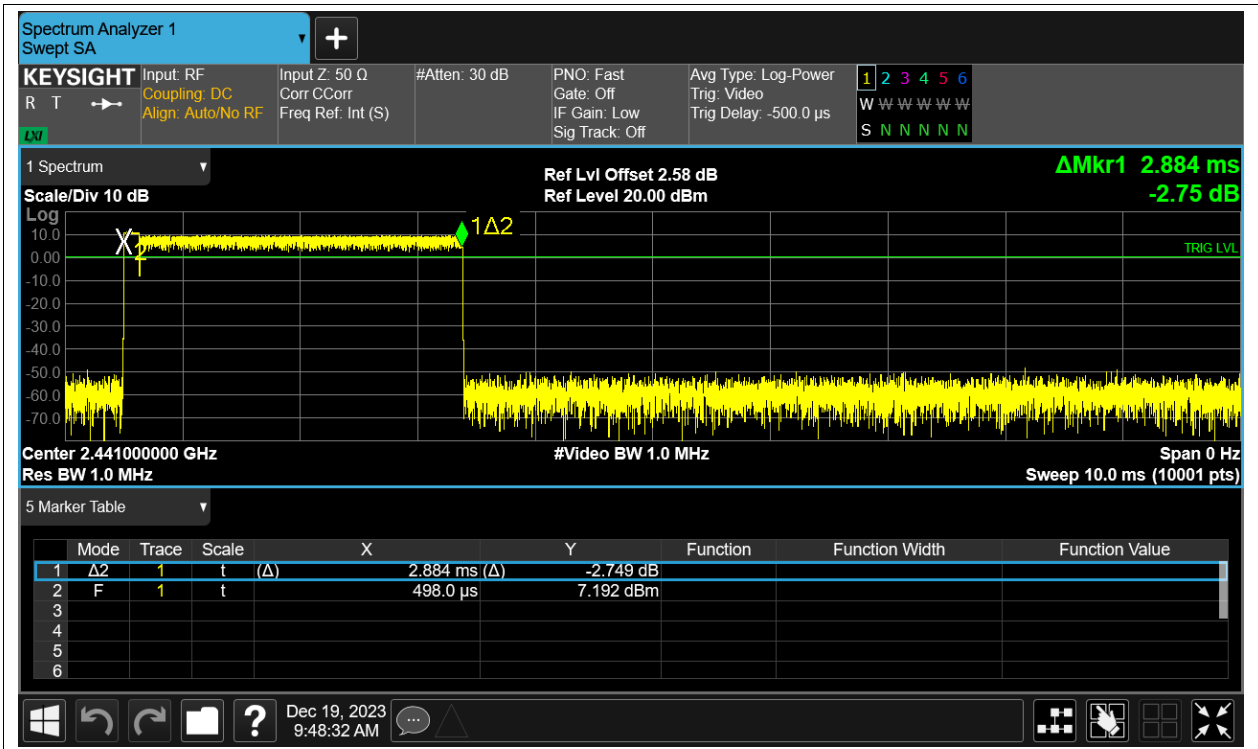 Spectrum Analyzer 1
Swept SA
+
KEYSIGHT
R T
LXI
Input: RF
Coupling: DC
Align: Auto/No RF
Input Z: 50 Ω
Corr CCorr
Freq Ref: Int (S)
#Atten: 30 dB
PNO: Fast
Gate: Off
IF Gain: Low
Sig Track: Off
Avg Type: Log-Power
Trig: Video
Trig Delay: -500.0 µs
1 2 3 4 5 6
W W W W W W
S N N N N N
1 Spectrum
Scale/Div 10 dB
Ref Lvl Offset 2.58 dB
Ref Level 20.00 dBm
ΔMkr1 2.884 ms
-2.75 dB
Log
10.0
0.00
-10.0
-20.0
-30.0
-40.0
-50.0
-60.0
-70.0
X2
1Δ2
TRIG LVL
Center 2.441000000 GHz
#Video BW 1.0 MHz
Span 0 Hz
Res BW 1.0 MHz
Sweep 10.0 ms (10001 pts)
5 Marker Table
Mode Trace Scale X Y Function Function Width Function Value
1 Δ2 1 t (Δ) 2.884 ms (Δ) -2.749 dB
2 F 1 t 498.0 µs 7.192 dBm
3
4
5
6
?
Dec 19, 2023
9:48:32 AM